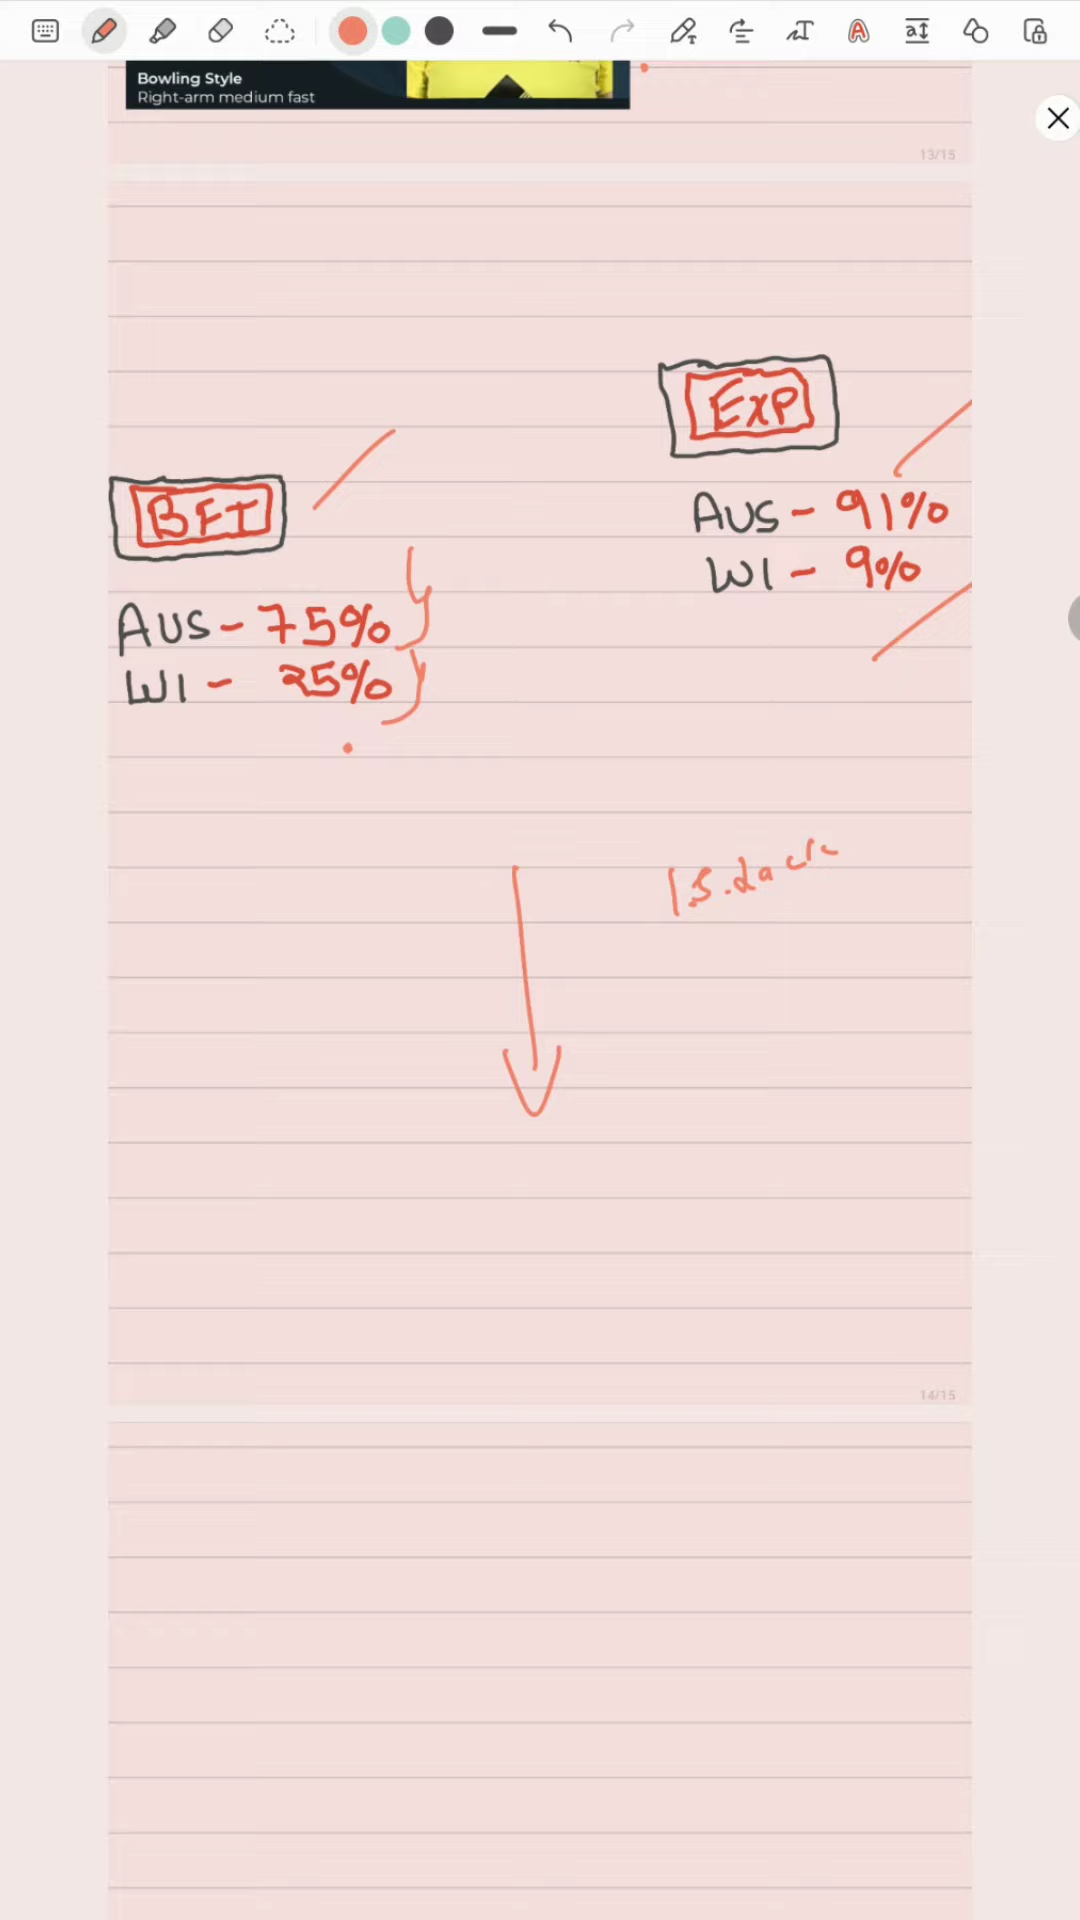 Bowling Style
Right-arm medium fast
13/15
EXP
AUS - 91%
WI - 9%
BFI
AUS - 75%
WI - 25%
14/15